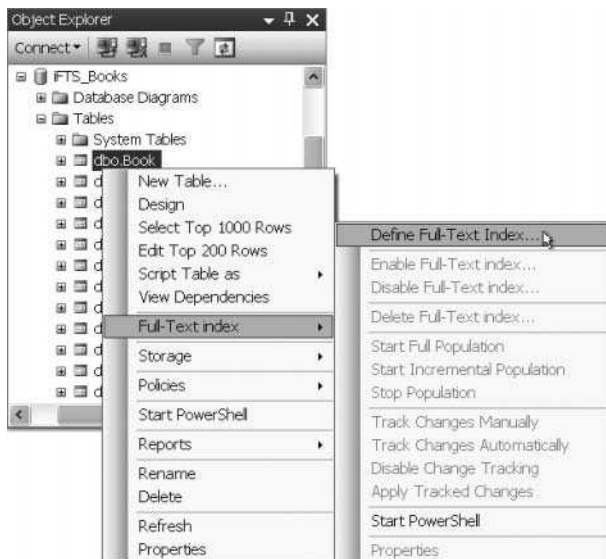 Object Explorer
Connect
iFTS_Books
Database Diagrams
Tables
System Tables
dbo.Book
d
d
d
d
d
d
d
d
d
d
d
New Table...
Design
Select Top 1000 Rows
Edit Top 200 Rows
Script Table as
View Dependencies
Full-Text index
Storage
Policies
Start PowerShell
Reports
Rename
Delete
Refresh
Properties
Define Full-Text Index...
Enable Full-Text index...
Disable Full-Text index...
Delete Full-Text index...
Start Full Population
Start Incremental Population
Stop Population
Track Changes Manually
Track Changes Automatically
Disable Change Tracking
Apply Tracked Changes
Start PowerShell
Properties